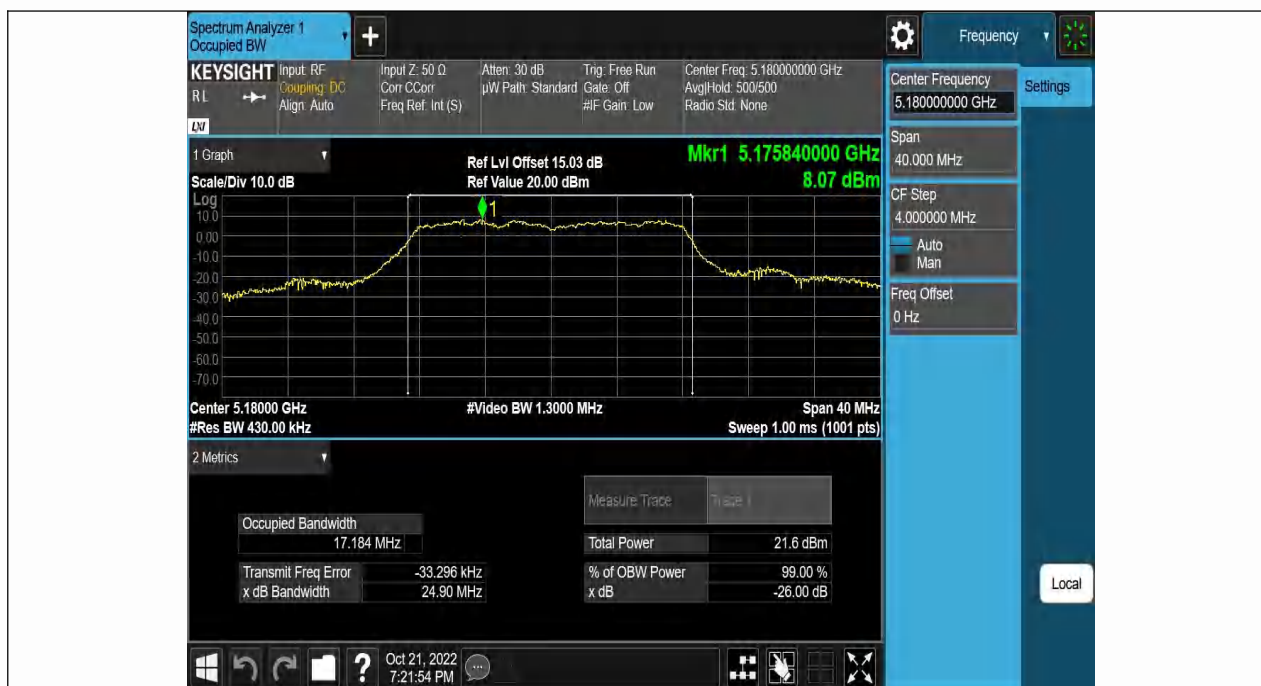 Spectrum Analyzer 1
Occupied BW
+
Frequency
KEYSIGHT
RL
LXI
Input: RF
Coupling: DC
Align: Auto
Input Z: 50 Ω
Corr CCorr
Freq Ref: Int (S)
Atten: 30 dB
µW Path: Standard
Trig: Free Run
Gate: Off
#IF Gain: Low
Center Freq: 5.180000000 GHz
Avg|Hold: 500/500
Radio Std: None
Center Frequency
5.180000000 GHz
Settings
Span
40.000 MHz
CF Step
4.000000 MHz
Auto
Man
Freq Offset
0 Hz
Local
1 Graph
Scale/Div 10.0 dB
Ref Lvl Offset 15.03 dB
Ref Value 20.00 dBm
Mkr1 5.175840000 GHz
8.07 dBm
Log
1
10.0
0.00
-10.0
-20.0
-30.0
-40.0
-50.0
-60.0
-70.0
Center 5.18000 GHz
#Res BW 430.00 kHz
#Video BW 1.3000 MHz
Span 40 MHz
Sweep 1.00 ms (1001 pts)
2 Metrics
Measure Trace
Trace 1
Occupied Bandwidth
17.184 MHz
Total Power
21.6 dBm
Transmit Freq Error
-33.296 kHz
% of OBW Power
99.00 %
x dB Bandwidth
24.90 MHz
x dB
-26.00 dB
?
Oct 21, 2022
7:21:54 PM